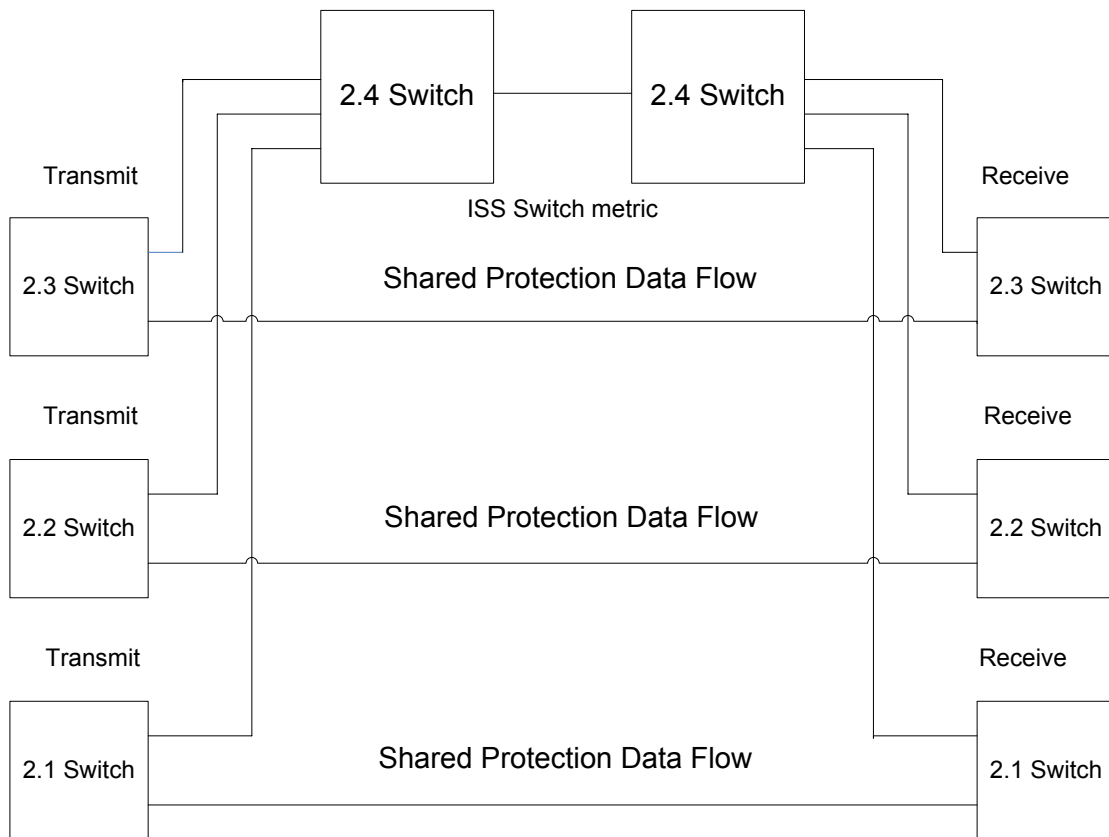 2.4 Switch
2.4 Switch
Transmit
Receive
ISS Switch metric
2.3 Switch
Shared Protection Data Flow
2.3 Switch
Transmit
Receive
2.2 Switch
Shared Protection Data Flow
2.2 Switch
Transmit
Receive
2.1 Switch
Shared Protection Data Flow
2.1 Switch